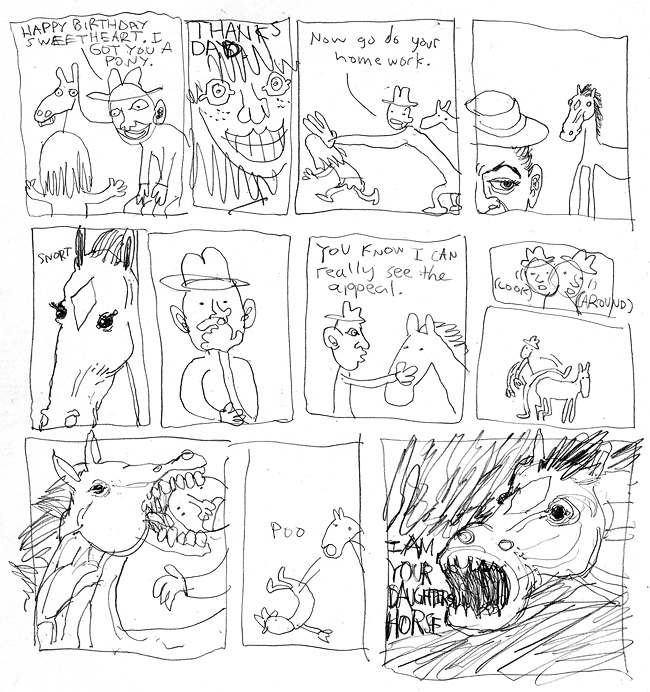 HAPPY BIRTHDAY
SWEETHEART. I
GOT YOU A
PONY.
THANKS
DAD.
Now go do your
homework.
SNORT
YOU KNOW I CAN
really see the
appeal.
(LOOK)
(AROUND)
POO
I AM
YOUR
DAUGHTERS
HORSE